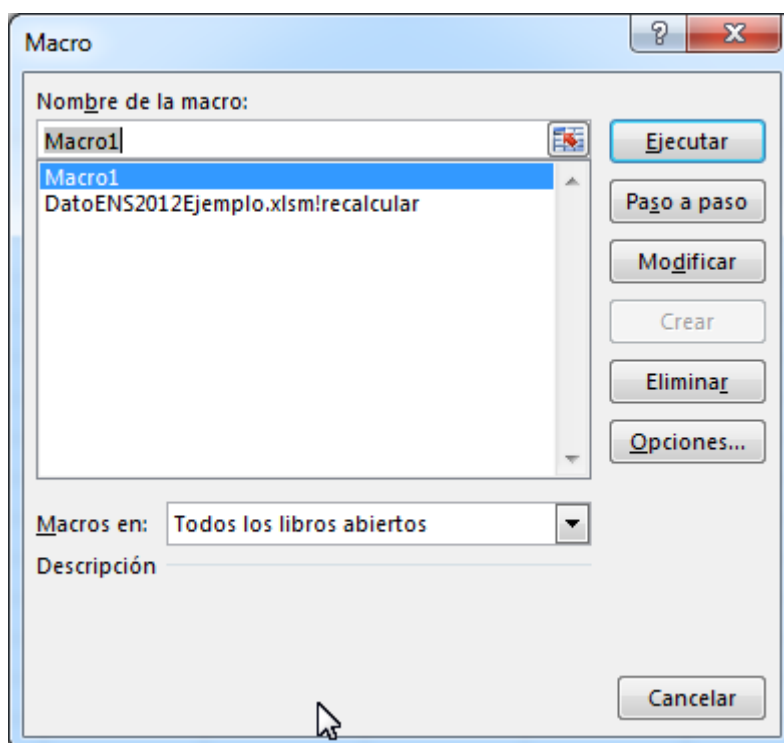 Macro
Nombre de la macro:
Macro1
Macro1
DatoENS2012Ejemplo.xlsm!recalcular
Ejecutar
Paso a paso
Modificar
Crear
Eliminar
Opciones...
Macros en: Todos los libros abiertos
Descripción
Cancelar